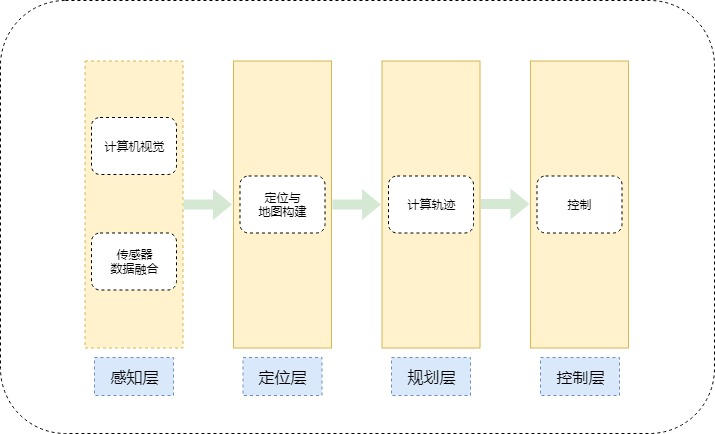 计算机视觉
传感器
数据融合
定位与
地图构建
计算轨迹
控制
感知层
定位层
规划层
控制层